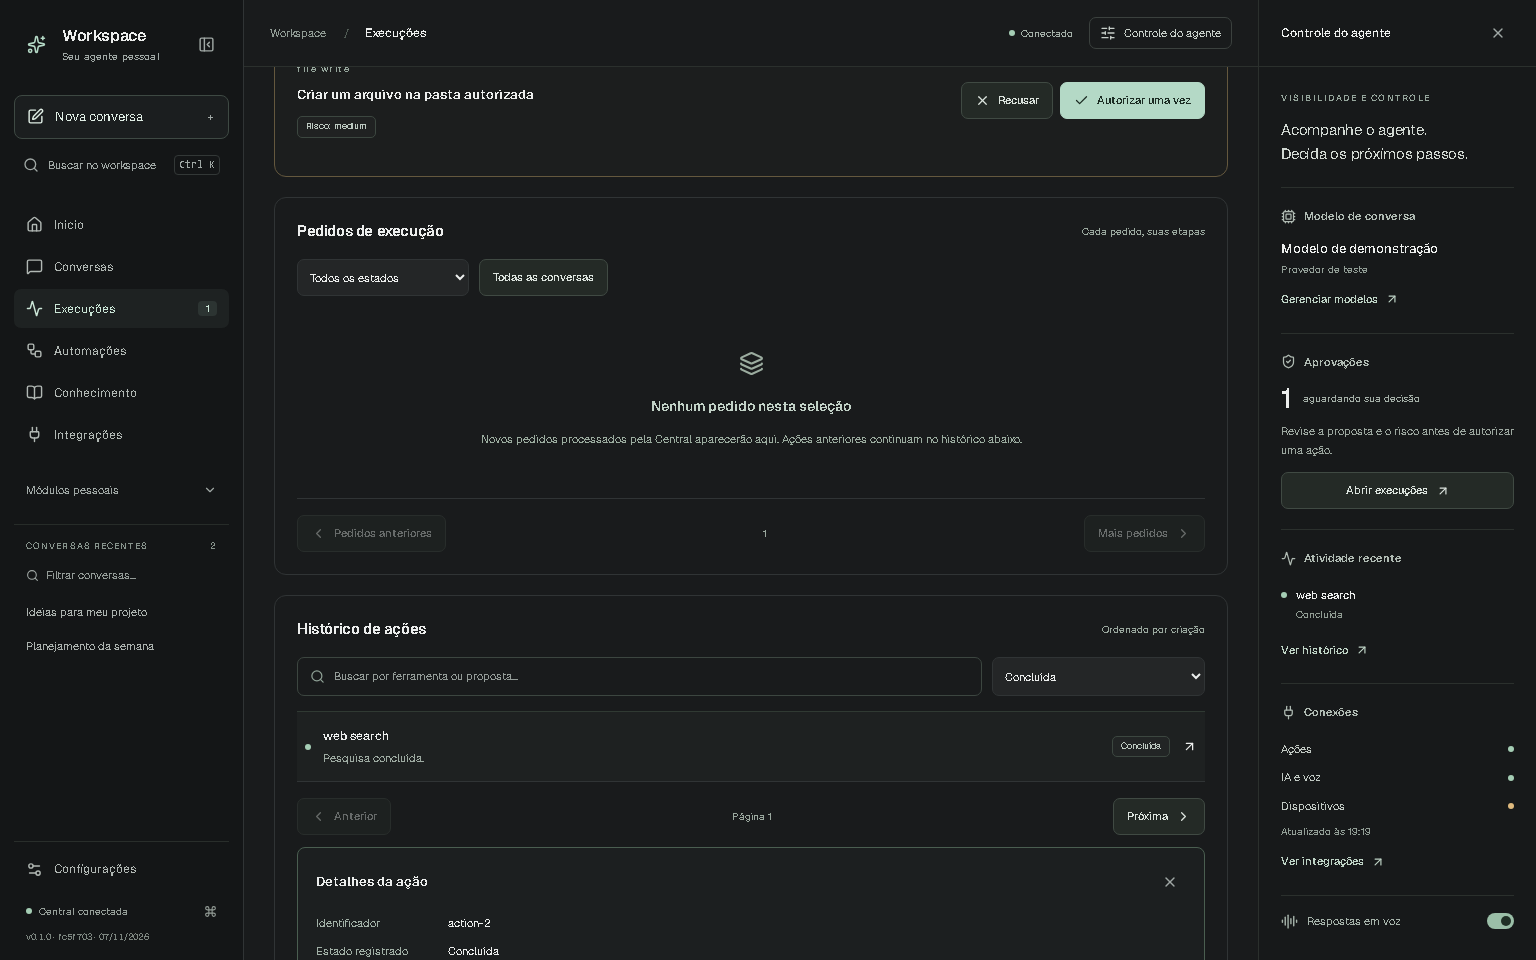 Workspace
Seu agente pessoal
Nova conversa +
Buscar no workspace Ctrl K
Início
Conversas
Execuções 1
Automações
Conhecimento
Integrações
Módulos pessoais
CONVERSAS RECENTES 2
Filtrar conversas…
Ideias para meu projeto
Planejamento da semana
Configurações
Central conectada ⌘
v0.1.0 · fc5f703 · 07/11/2026
Workspace / Execuções
Conectado
Controle do agente
file write
Criar um arquivo na pasta autorizada
Risco: medium
Recusar
Autorizar uma vez
Pedidos de execução
Cada pedido, suas etapas
Todos os estados
Todas as conversas
Nenhum pedido nesta seleção
Novos pedidos processados pela Central aparecerão aqui. Ações anteriores continuam no histórico abaixo.
Pedidos anteriores
1
Mais pedidos
Histórico de ações
Ordenado por criação
Buscar por ferramenta ou proposta…
Concluída
web search
Pesquisa concluída.
Concluída
Anterior
Página 1
Próxima
Detalhes da ação
Identificador action-2
Estado registrado Concluída
Controle do agente
VISIBILIDADE E CONTROLE
Acompanhe o agente.
Decida os próximos passos.
Modelo de conversa
Modelo de demonstração
Provedor de teste
Gerenciar modelos
Aprovações
1 aguardando sua decisão
Revise a proposta e o risco antes de autorizar
uma ação.
Abrir execuções
Atividade recente
web search
Concluída
Ver histórico
Conexões
Ações
IA e voz
Dispositivos
Atualizado às 19:19
Ver integrações
Respostas em voz